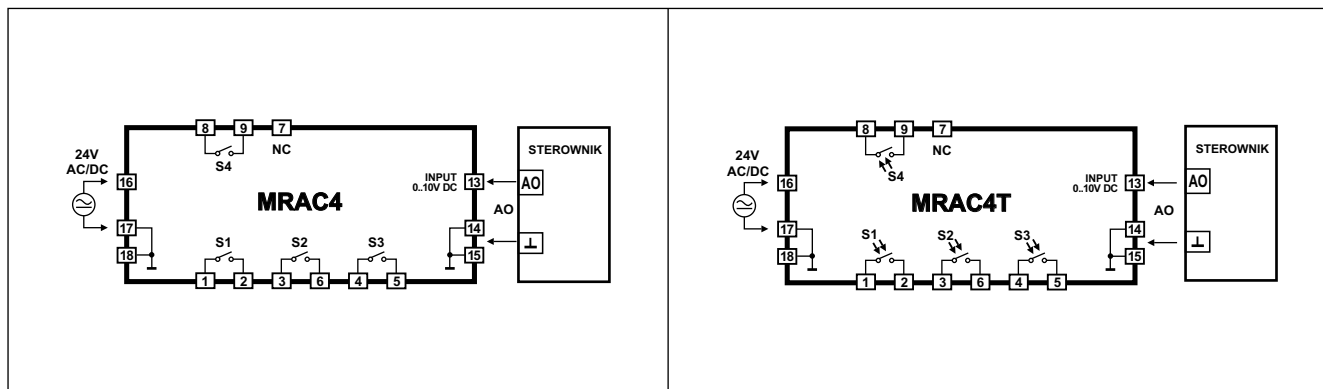 8 9 7
NC
S4
24V
AC/DC
16
17
18
MRAC4
INPUT
0..10V DC
13
14
15
S1 S2 S3
1 2 3 6 4 5
STEROWNIK
AO
AO
⊥
8 9 7
NC
S4
24V
AC/DC
16
17
18
MRAC4T
INPUT
0..10V DC
13
14
15
S1 S2 S3
1 2 3 6 4 5
STEROWNIK
AO
AO
⊥